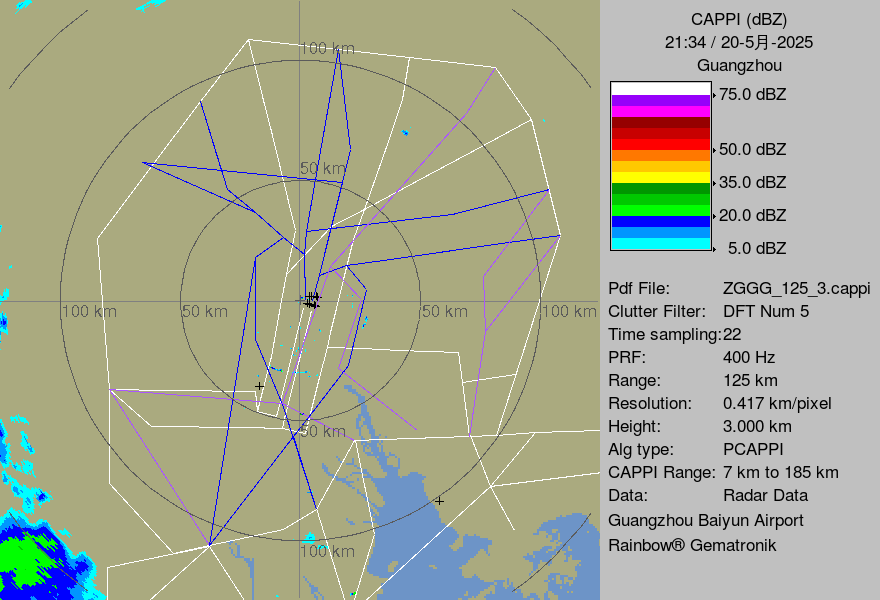 CAPPI (dBZ)
21:34 / 20-5月-2025
Guangzhou
75.0 dBZ
50.0 dBZ
35.0 dBZ
20.0 dBZ
5.0 dBZ
Pdf File: ZGGG_125_3.cappi
Clutter Filter: DFT Num 5
Time sampling:22
PRF: 400 Hz
Range: 125 km
Resolution: 0.417 km/pixel
Height: 3.000 km
Alg type: PCAPPI
CAPPI Range: 7 km to 185 km
Data: Radar Data
Guangzhou Baiyun Airport
Rainbow® Gematronik
100 km
50 km
100 km 50 km 50 km 100 km
50 km
100 km